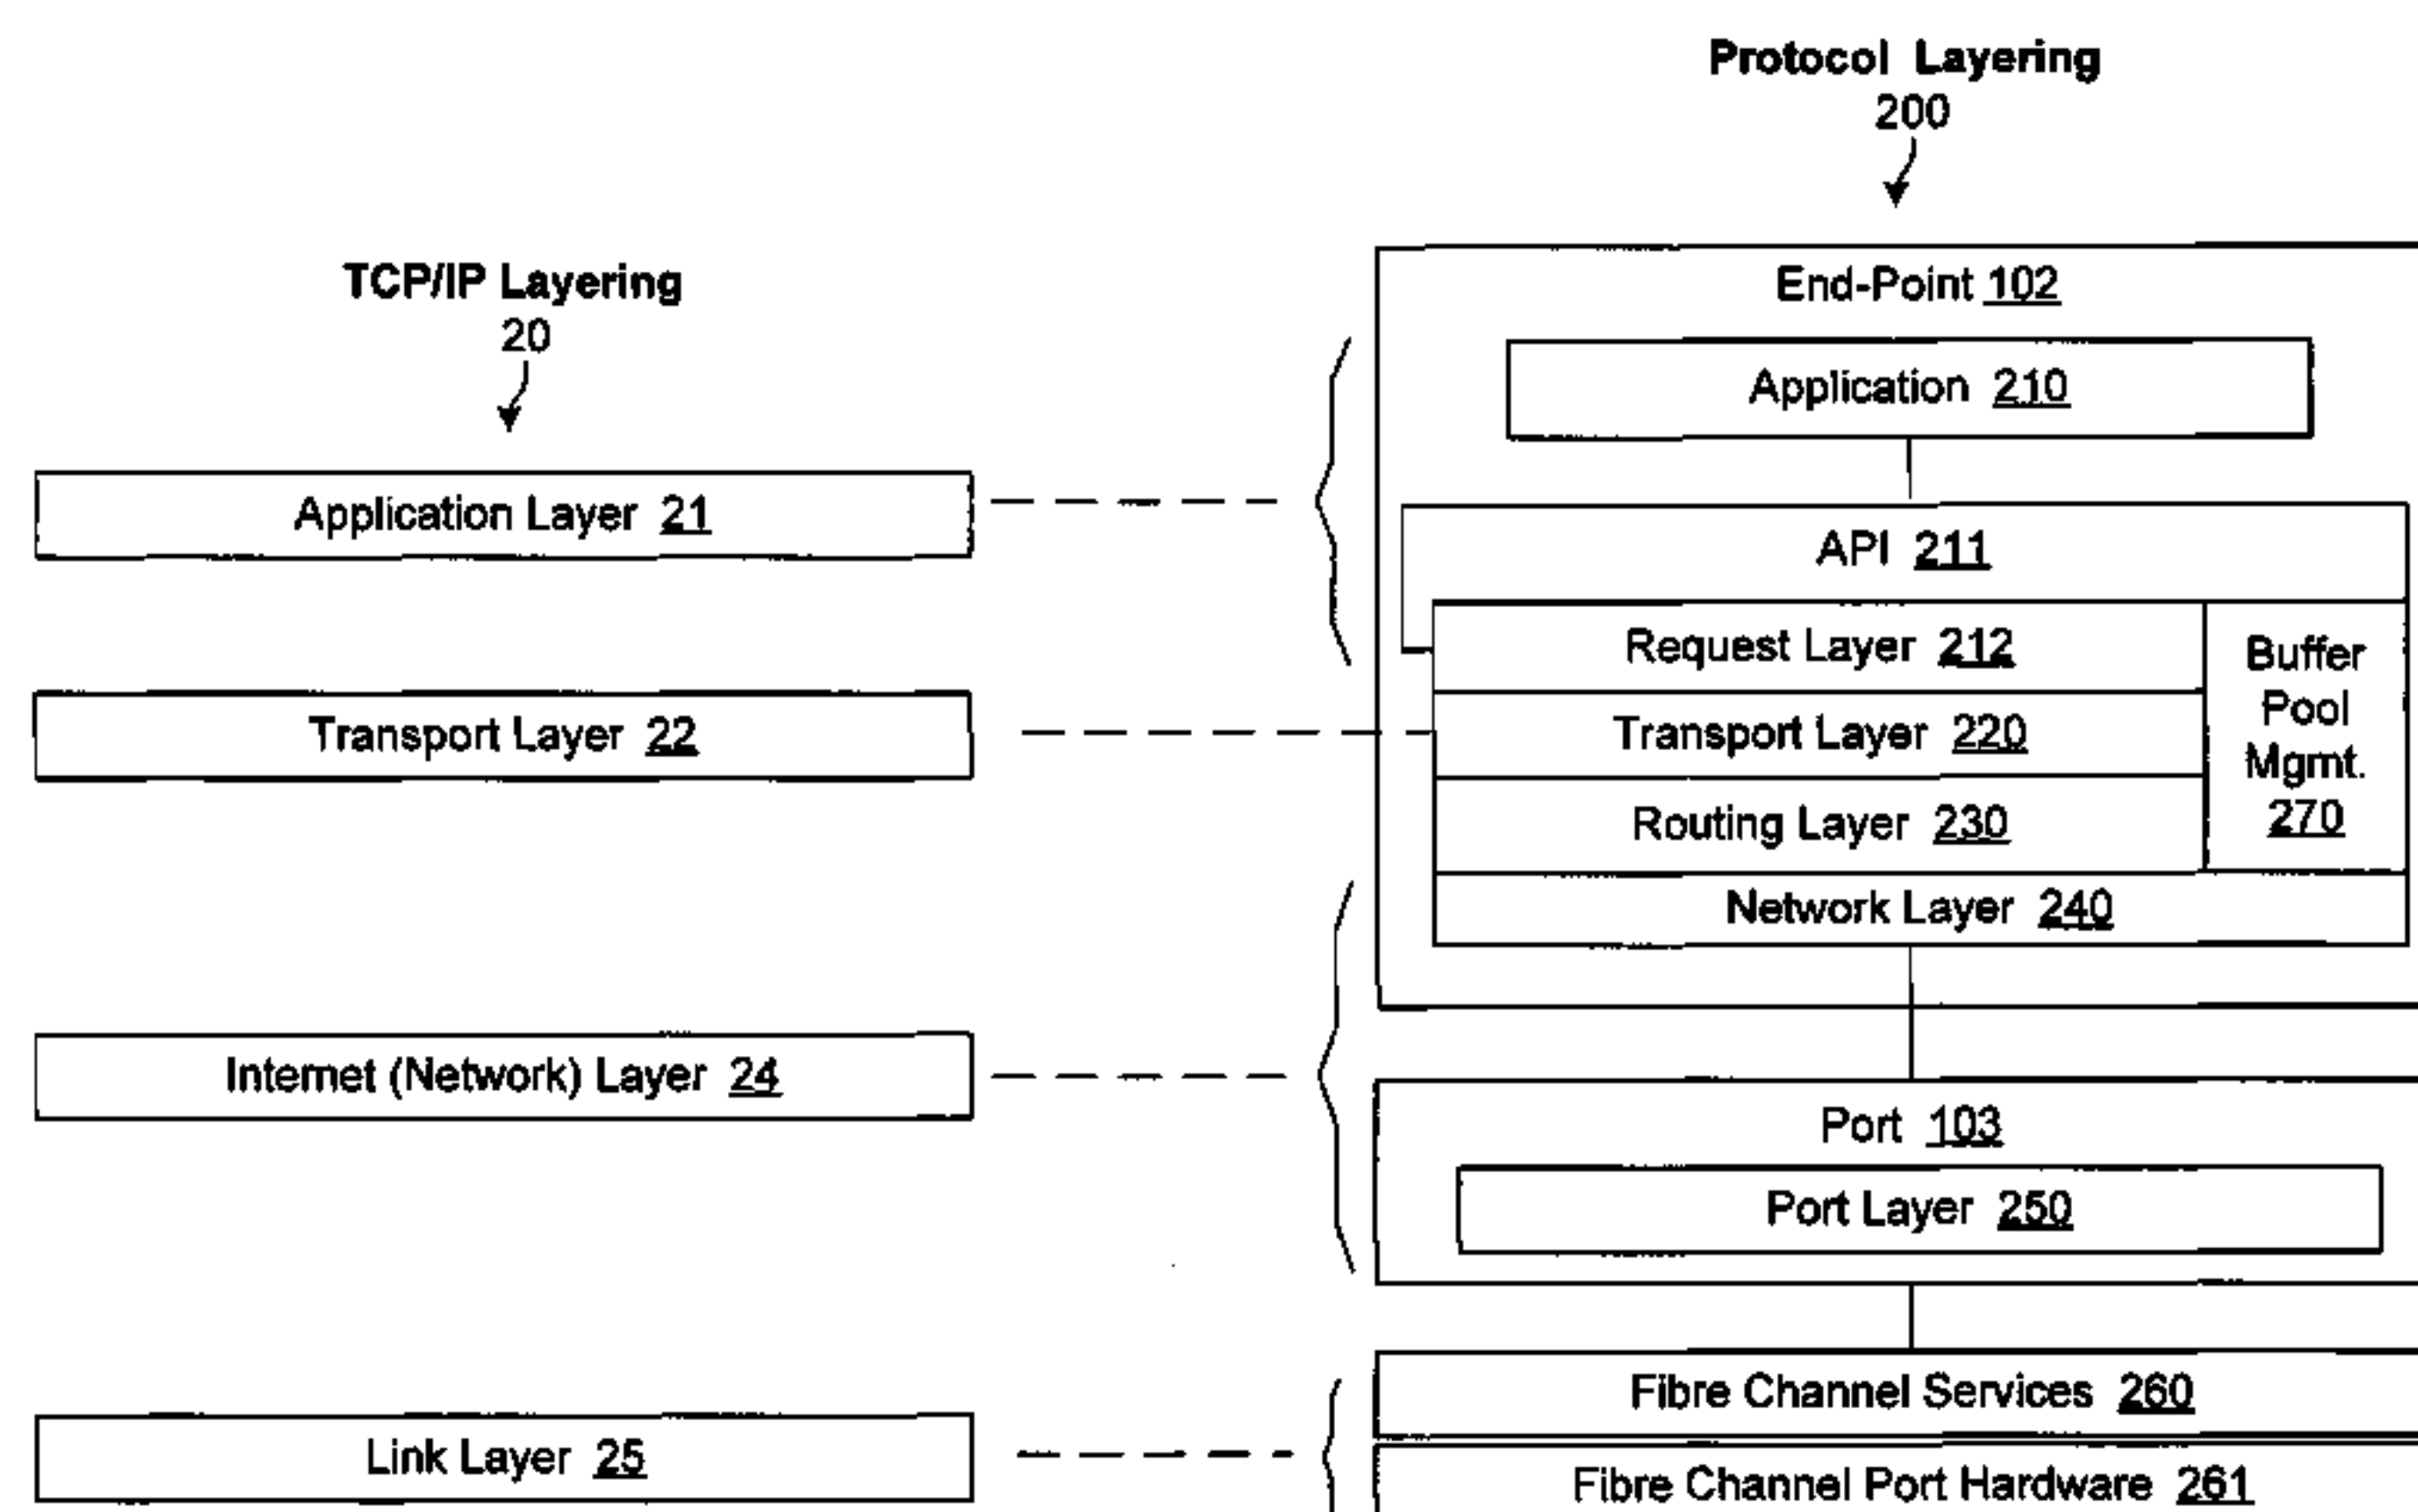 Protocol Layering
200
TCP/IP Layering
20
End-Point 102
Application 210
Application Layer 21
API 211
Request Layer 212
Buffer
Pool
Mgmt.
270
Transport Layer 22
Transport Layer 220
Routing Layer 230
Network Layer 240
Internet (Network) Layer 24
Port 103
Port Layer 250
Fibre Channel Services 260
Link Layer 25
Fibre Channel Port Hardware 261